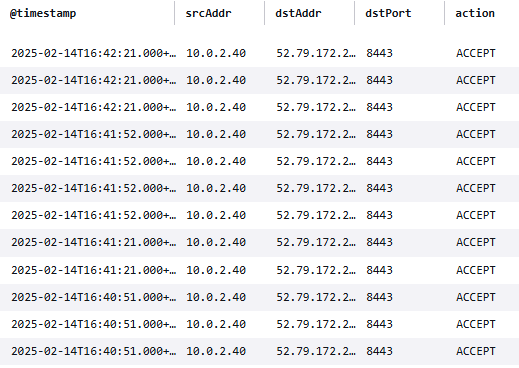 @timestamp srcAddr dstAddr dstPort action
2025-02-14T16:42:21.000+… 10.0.2.40 52.79.172.2… 8443 ACCEPT
2025-02-14T16:42:21.000+… 10.0.2.40 52.79.172.2… 8443 ACCEPT
2025-02-14T16:42:21.000+… 10.0.2.40 52.79.172.2… 8443 ACCEPT
2025-02-14T16:41:52.000+… 10.0.2.40 52.79.172.2… 8443 ACCEPT
2025-02-14T16:41:52.000+… 10.0.2.40 52.79.172.2… 8443 ACCEPT
2025-02-14T16:41:52.000+… 10.0.2.40 52.79.172.2… 8443 ACCEPT
2025-02-14T16:41:52.000+… 10.0.2.40 52.79.172.2… 8443 ACCEPT
2025-02-14T16:41:21.000+… 10.0.2.40 52.79.172.2… 8443 ACCEPT
2025-02-14T16:41:21.000+… 10.0.2.40 52.79.172.2… 8443 ACCEPT
2025-02-14T16:40:51.000+… 10.0.2.40 52.79.172.2… 8443 ACCEPT
2025-02-14T16:40:51.000+… 10.0.2.40 52.79.172.2… 8443 ACCEPT
2025-02-14T16:40:51.000+… 10.0.2.40 52.79.172.2… 8443 ACCEPT